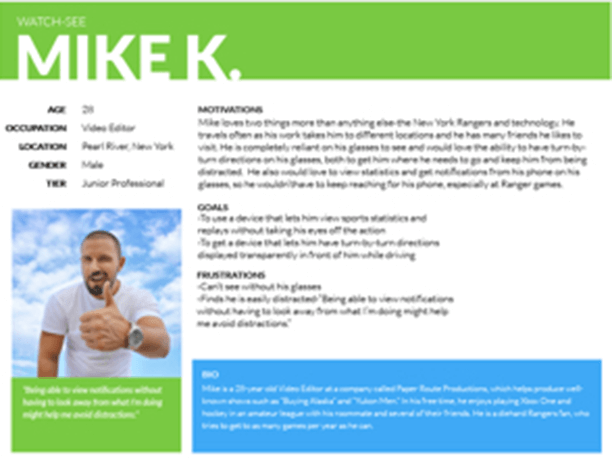 WATCH-SEE
MIKE K.
AGE 28
OCCUPATION Video Editor
LOCATION Pearl River, New York
GENDER Male
TIER Junior Professional
MOTIVATIONS
Mike loves two things more than anything else-the New York Rangers and technology. He
travels often as his work takes him to different locations and he has many friends he likes to
visit. He is completely reliant on his glasses to see and would love the ability to have turn-by-
turn directions on his glasses, both to get him where he needs to go and keep him from being
distracted. He also would love to view statistics and get notifications from his phone on his
glasses, so he wouldn'thave to keep reaching for his phone, especially at Ranger games.
GOALS
-To use a device that lets him view sports statistics and
replays without taking his eyes off the action
-To get a device that lets him have turn-by-turn directions
displayed transparently in front of him while driving
FRUSTRATIONS
-Can't see without his glasses
-Finds he is easily distracted-"Being able to view notifications
without having to look away from what I'm doing might help
me avoid distractions."
"Being able to view notifications without
having to look away from what I'm doing
might help me avoid distractions."
BIO
Mike is a 28-year old Video Editor at a company called Paper Route Productions, which helps produce well-
known shows such as "Buying Alaska" and "Yukon Men." In his free time, he enjoys playing Xbox One and
hockey in an amateur league with his roommate and several of their friends. He is a diehard Rangers fan, who
tries to get to as many games per year as he can.